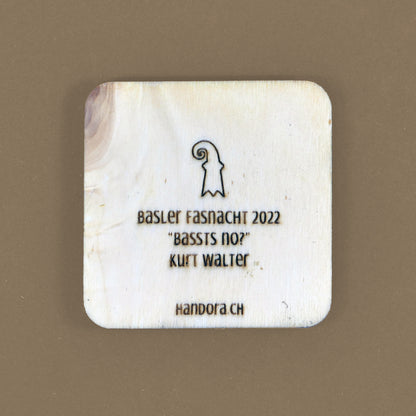 Basler Fasnacht 2022
"Bassts no?"
Kurt Walter
Handora CH